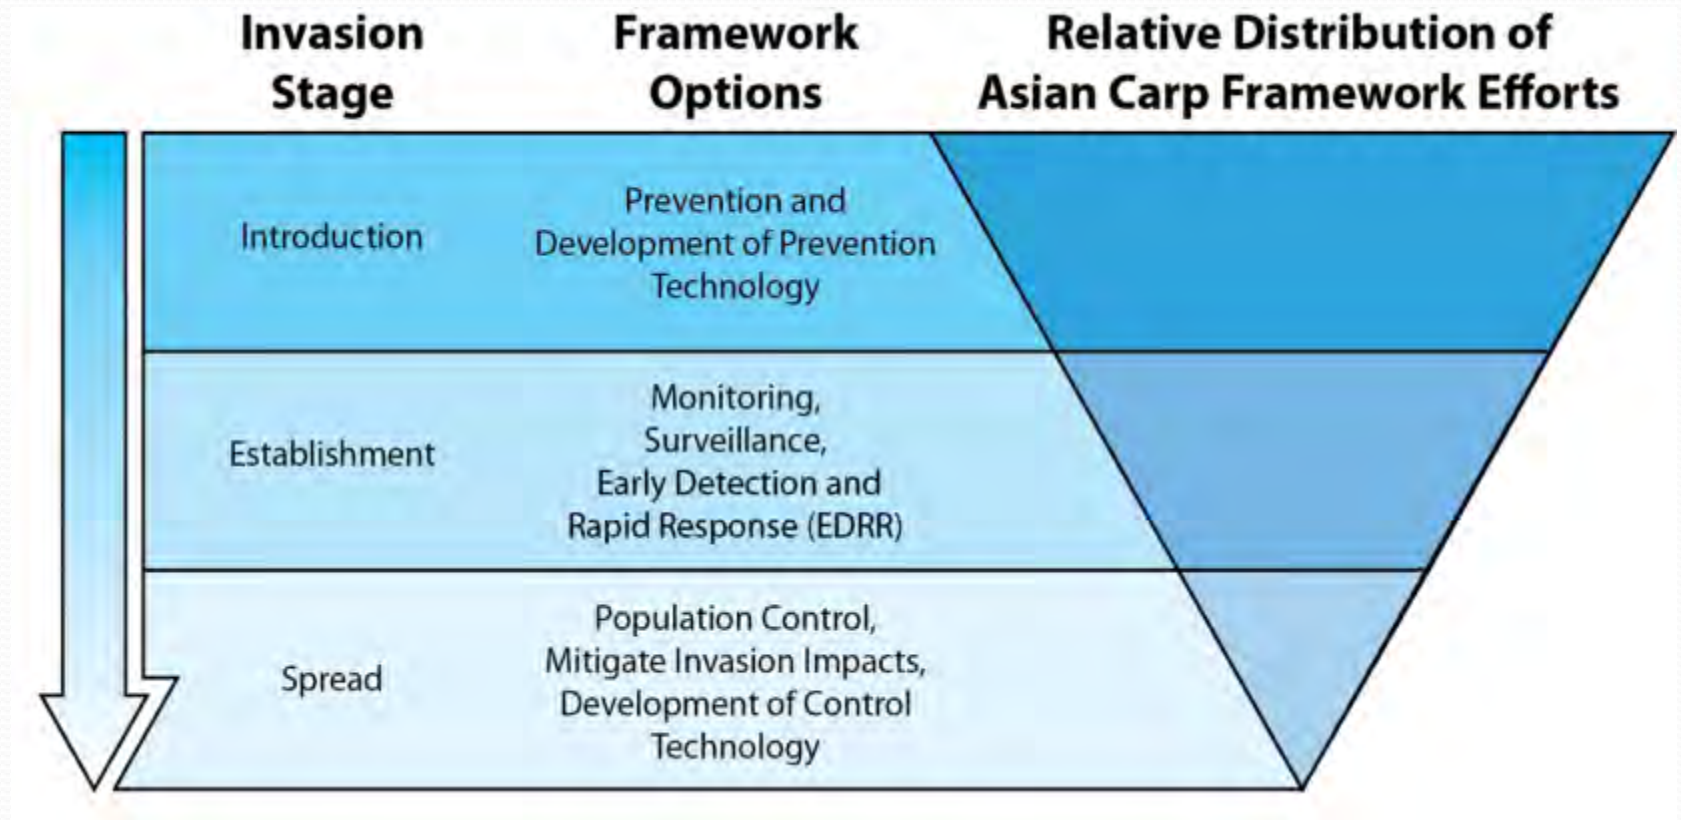 Invasion
Stage
Framework
Options
Relative Distribution of
Asian Carp Framework Efforts
Introduction
Prevention and
Development of Prevention
Technology
Establishment
Monitoring,
Surveillance,
Early Detection and
Rapid Response (EDRR)
Spread
Population Control,
Mitigate Invasion Impacts,
Development of Control
Technology